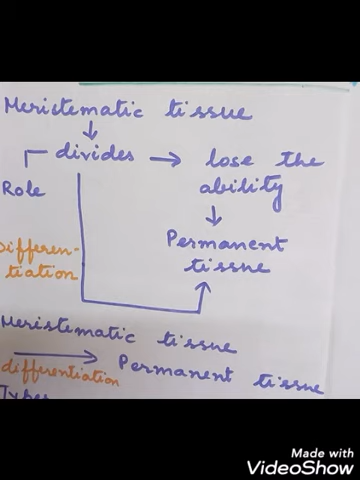 Meristematic tissue
divides → lose the
ability
Role
Permanent
tissue
Differen-
tiation
Meristematic tissue
→ Permanent tissue
differentiation
Types
Made with
VideoShow